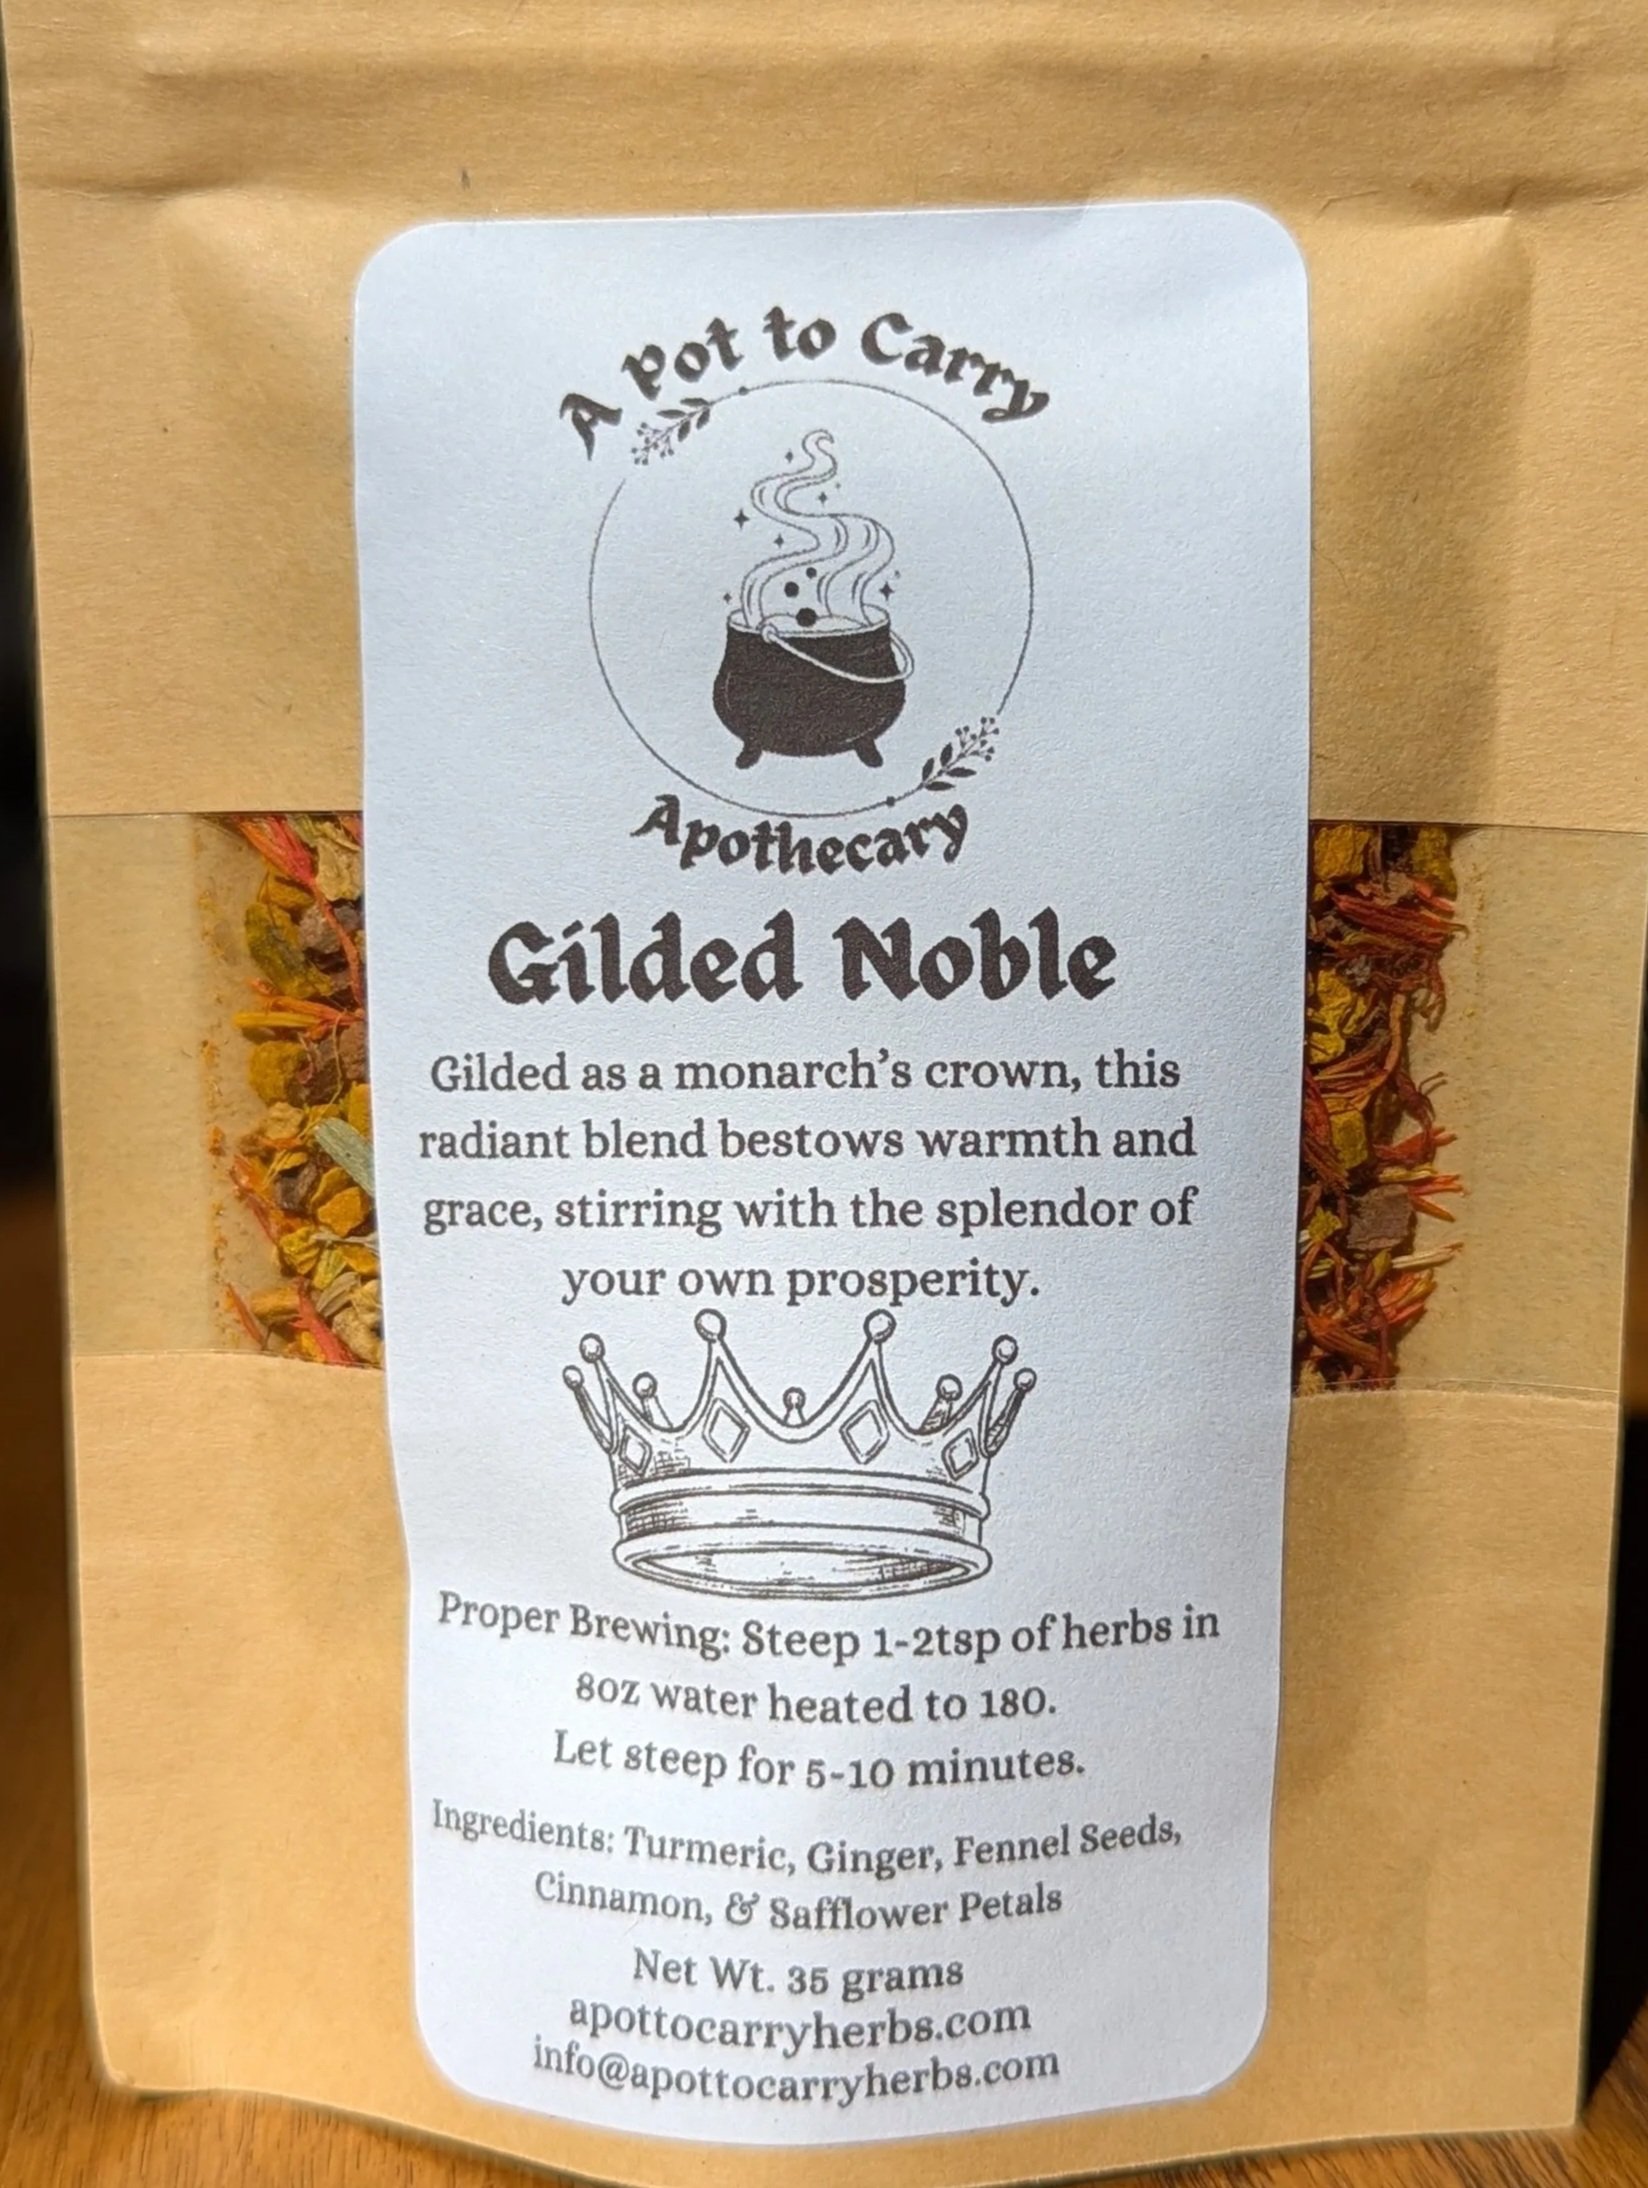 A Pot to Carry
Apothecary
Gilded Noble
Gilded as a monarch's crown, this
radiant blend bestows warmth and
grace, stirring with the splendor of
your own prosperity.
Proper Brewing: Steep 1-2tsp of herbs in
8oz water heated to 180.
Let steep for 5-10 minutes.
Ingredients: Turmeric, Ginger, Fennel Seeds,
Cinnamon, & Safflower Petals
Net Wt. 35 grams
apottocarryherbs.com
info@apottocarryherbs.com